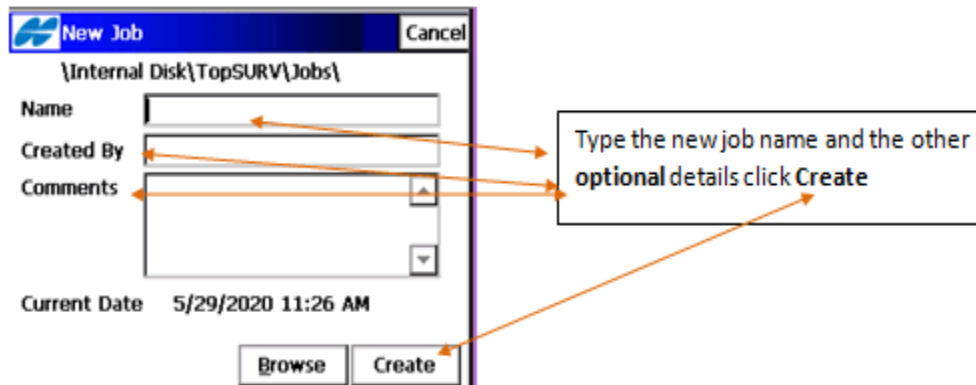 New Job Cancel
\Internal Disk\TopSURV\Jobs\
Name
Created By
Comments
Current Date 5/29/2020 11:26 AM
Browse Create
Type the new job name and the other
optional details click Create